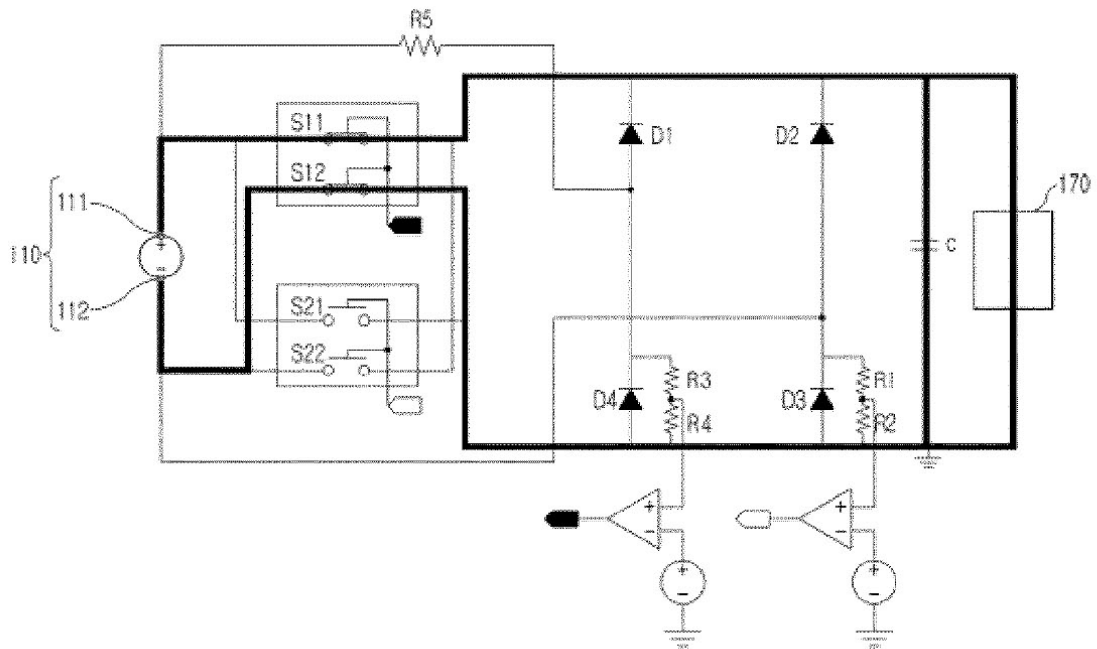 R5
S11
D1
D2
S12
111
170
110
+
C
112
S21
S22
R3
R1
D4
D3
R4
R2
+
+
−
−
+
+
−
−